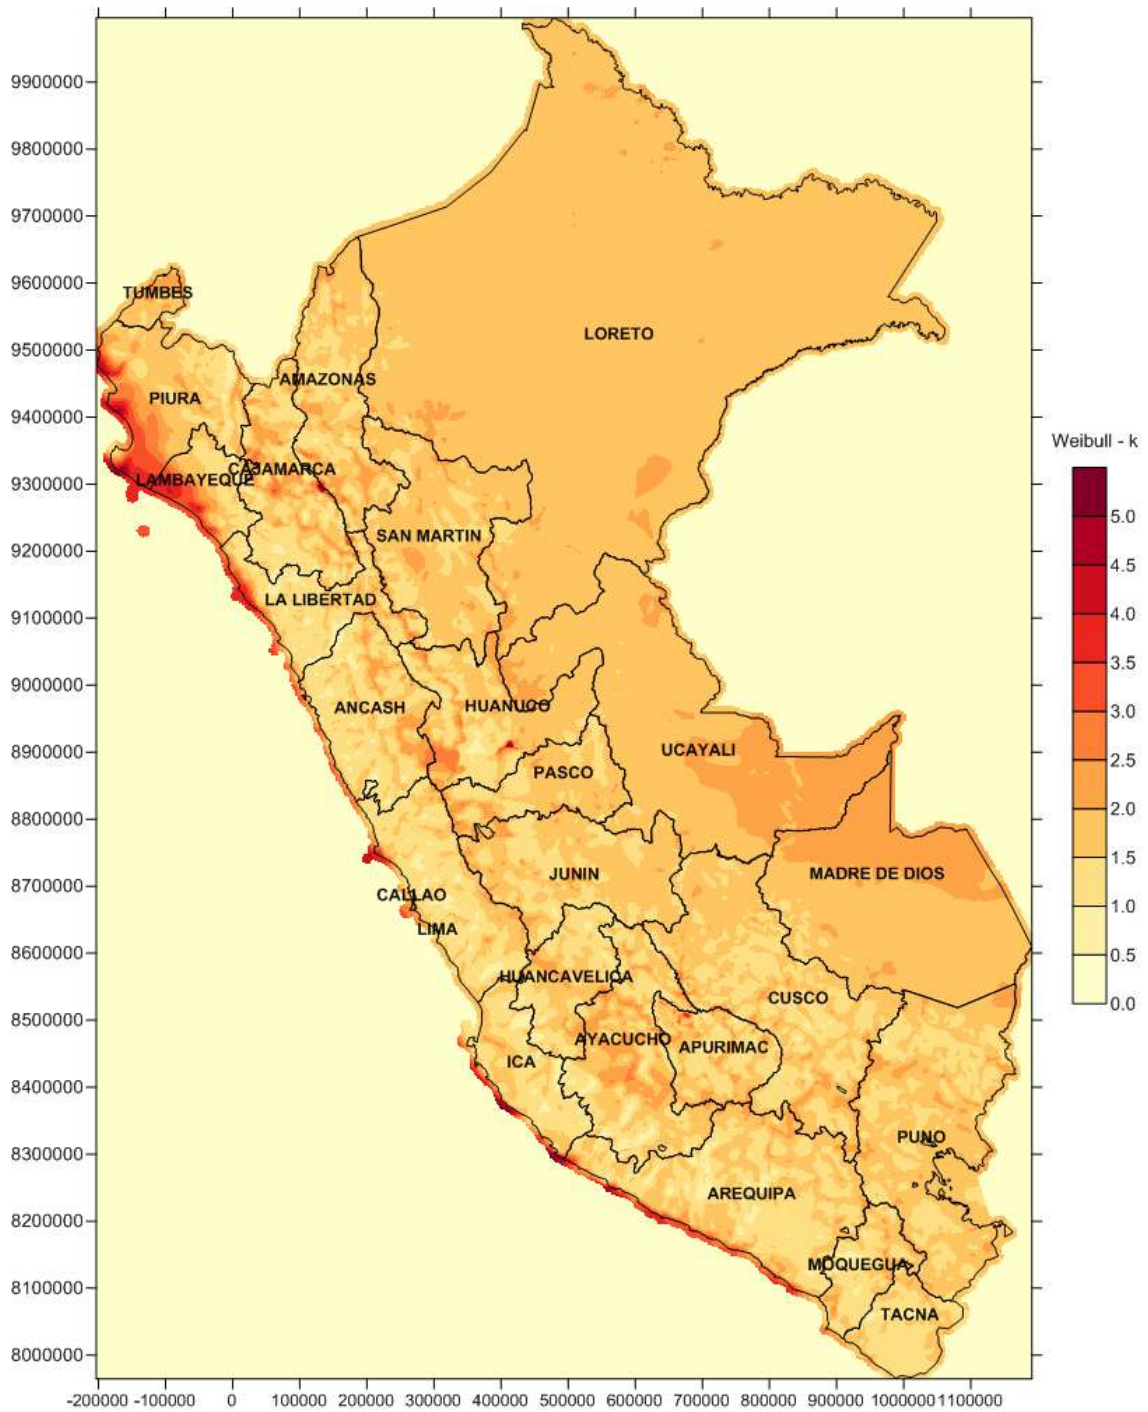 9900000
9800000
9700000
9600000
9500000
9400000
9300000
9200000
9100000
9000000
8900000
8800000
8700000
8600000
8500000
8400000
8300000
8200000
8100000
8000000
-200000 -100000 0 100000 200000 300000 400000 500000 600000 700000 800000 900000 1000000 1100000
TUMBES
LORETO
AMAZONAS
PIURA
CAJAMARCA
LAMBAYEQUE
SAN MARTIN
LA LIBERTAD
ANCASH
HUANUCO
UCAYALI
PASCO
JUNIN
MADRE DE DIOS
CALLAO
LIMA
HUANCAVELICA
CUSCO
AYACUCHO
APURIMAC
ICA
PUNO
AREQUIPA
MOQUEGUA
TACNA
Weibull - k
5.0
4.5
4.0
3.5
3.0
2.5
2.0
1.5
1.0
0.5
0.0